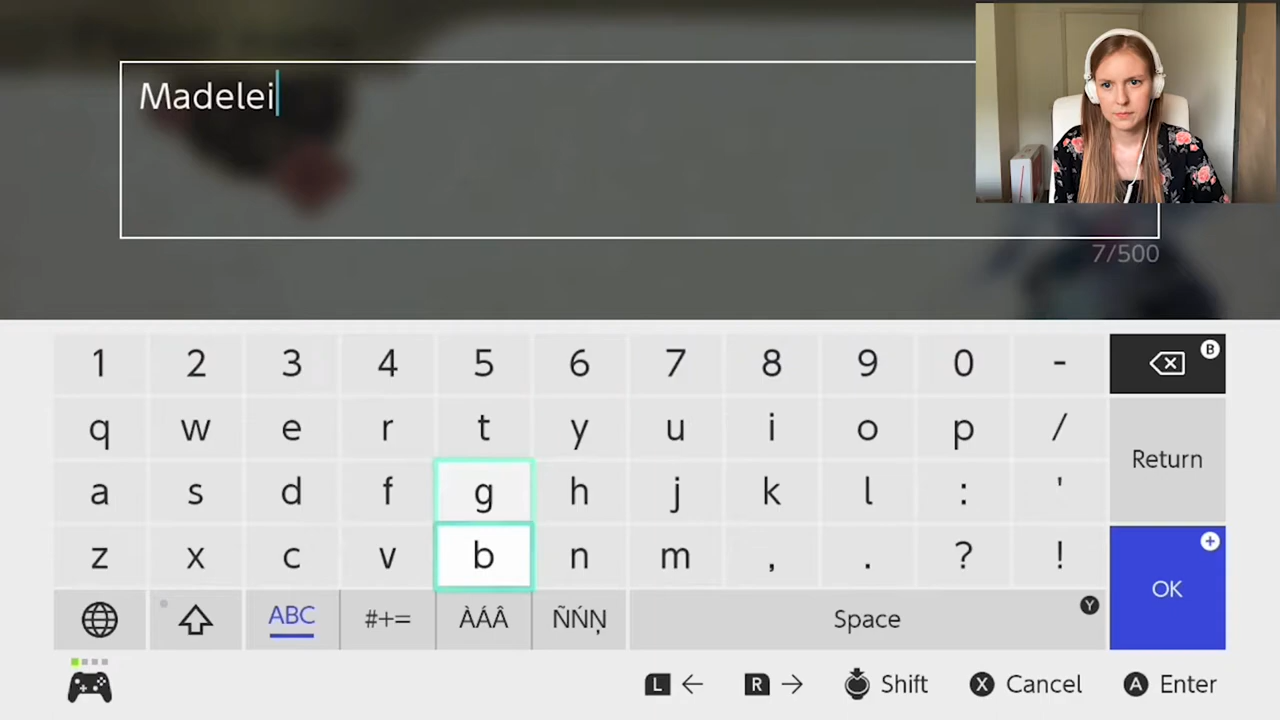 Madelei
7/500
1 2 3 4 5 6 7 8 9 0 -
B
q w e r t y u i o p /
Return
a s d f g h j k l : '
z x c v b n m , . ? !
+
OK
ABC #+= ÀÁÂ ÑŃŅ Space Y
L ← R → Shift X Cancel A Enter